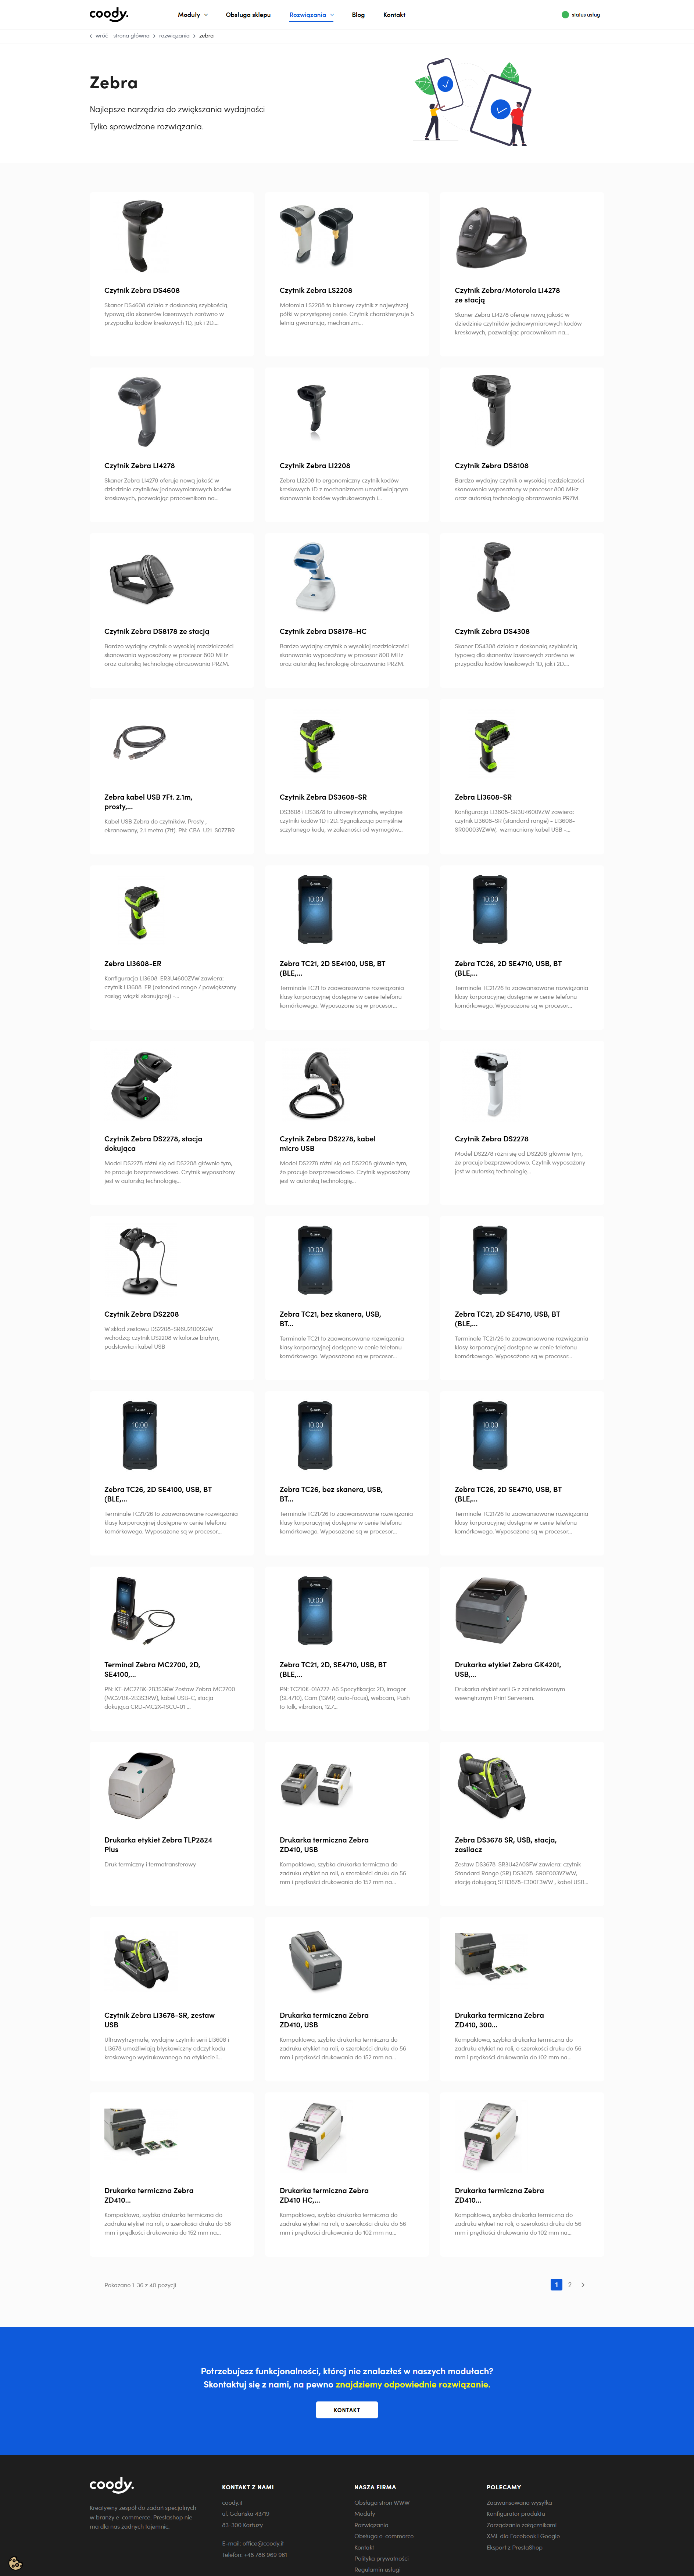 coody.
Moduły
Obsługa sklepu
Rozwiązania
Blog
Kontakt
status usług
wróć strona główna > rozwiązania > zebra
Zebra
Najlepsze narzędzia do zwiększania wydajności
Tylko sprawdzone rozwiązania.
Czytnik Zebra DS4608
Skaner DS4608 działa z doskonałą szybkością
typową dla skanerów laserowych zarówno w
przypadku kodów kreskowych 1D, jak i 2D....
Czytnik Zebra LS2208
Motorola LS2208 to biurowy czytnik z najwyższej
półki w przystępnej cenie. Czytnik charakteryzuje 5
letnia gwarancja, mechanizm...
Czytnik Zebra/Motorola LI4278
ze stacją
Skaner Zebra LI4278 oferuje nową jakość w
dziedzinie czytników jednowymiarowych kodów
kreskowych, pozwalając pracownikom na...
Czytnik Zebra LI4278
Skaner Zebra LI4278 oferuje nową jakość w
dziedzinie czytników jednowymiarowych kodów
kreskowych, pozwalając pracownikom na...
Czytnik Zebra LI2208
Zebra LI2208 to ergonomiczny czytnik kodów
kreskowych 1D z mechanizmem umożliwiającym
skanowanie kodów wydrukowanych i...
Czytnik Zebra DS8108
Bardzo wydajny czytnik o wysokiej rozdzielczości
skanowania wyposażony w procesor 800 MHz
oraz autorską technologię obrazowania PRZM.
Czytnik Zebra DS8178 ze stacją
Bardzo wydajny czytnik o wysokiej rozdzielczości
skanowania wyposażony w procesor 800 MHz
oraz autorską technologię obrazowania PRZM.
Czytnik Zebra DS8178-HC
Bardzo wydajny czytnik o wysokiej rozdzielczości
skanowania wyposażony w procesor 800 MHz
oraz autorską technologię obrazowania PRZM.
Czytnik Zebra DS4308
Skaner DS4308 działa z doskonałą szybkością
typową dla skanerów laserowych zarówno w
przypadku kodów kreskowych 1D, jak i 2D....
Zebra kabel USB 7Ft. 2.1m,
prosty,...
Kabel USB Zebra do czytników. Prosty ,
ekranowany, 2.1 metra (7ft). PN: CBA-U21-S07ZBR
Czytnik Zebra DS3608-SR
DS3608 i DS3678 to ultrawytrzymałe, wydajne
czytniki kodów 1D i 2D. Sygnalizacja pomyślnie
sczytanego kodu, w zależności od wymogów...
Zebra LI3608-SR
Konfiguracja LI3608-SR3U4600VZW zawiera:
czytnik LI3608-SR (standard range) - LI3608-
SR00003VZWW, wzmacniany kabel USB -...
Zebra LI3608-ER
Konfiguracja LI3608-ER3U4600ZVW zawiera:
czytnik LI3608-ER (extended range / powiększony
zasięg wiązki skanującej) -...
Zebra TC21, 2D SE4100, USB, BT
(BLE,...
Terminale TC21 to zaawansowane rozwiązania
klasy korporacyjnej dostępne w cenie telefonu
komórkowego. Wyposażone są w procesor...
Zebra TC26, 2D SE4710, USB, BT
(BLE,...
Terminale TC21/26 to zaawansowane rozwiązania
klasy korporacyjnej dostępne w cenie telefonu
komórkowego. Wyposażone są w procesor...
Czytnik Zebra DS2278, stacja
dokująca
Model DS2278 różni się od DS2208 głównie tym,
że pracuje bezprzewodowo. Czytnik wyposażony
jest w autorską technologię...
Czytnik Zebra DS2278, kabel
micro USB
Model DS2278 różni się od DS2208 głównie tym,
że pracuje bezprzewodowo. Czytnik wyposażony
jest w autorską technologię...
Czytnik Zebra DS2278
Model DS2278 różni się od DS2208 głównie tym,
że pracuje bezprzewodowo. Czytnik wyposażony
jest w autorską technologię...
Czytnik Zebra DS2208
W skład zestawu DS2208-SR6U2100SGW
wchodzą: czytnik DS2208 w kolorze białym,
podstawka i kabel USB
Zebra TC21, bez skanera, USB,
BT...
Terminale TC21 to zaawansowane rozwiązania
klasy korporacyjnej dostępne w cenie telefonu
komórkowego. Wyposażone są w procesor...
Zebra TC21, 2D SE4710, USB, BT
(BLE,...
Terminale TC21/26 to zaawansowane rozwiązania
klasy korporacyjnej dostępne w cenie telefonu
komórkowego. Wyposażone są w procesor...
Zebra TC26, 2D SE4100, USB, BT
(BLE,...
Terminale TC21/26 to zaawansowane rozwiązania
klasy korporacyjnej dostępne w cenie telefonu
komórkowego. Wyposażone są w procesor...
Zebra TC26, bez skanera, USB,
BT...
Terminale TC21/26 to zaawansowane rozwiązania
klasy korporacyjnej dostępne w cenie telefonu
komórkowego. Wyposażone są w procesor...
Zebra TC26, 2D SE4710, USB, BT
(BLE,...
Terminale TC21/26 to zaawansowane rozwiązania
klasy korporacyjnej dostępne w cenie telefonu
komórkowego. Wyposażone są w procesor...
Terminal Zebra MC2700, 2D,
SE4100,...
PN: KT-MC27BK-2B3S3RW Zestaw Zebra MC2700
(MC27BK-2B3S3RW), kabel USB-C, stacja
dokująca CRD-MC2X-1SCU-01 ...
Zebra TC21, 2D, SE4710, USB, BT
(BLE,...
PN: TC210K-01A222-A6 Specyfikacja: 2D, imager
(SE4710), Cam (13MP, auto-focus), webcam, Push
to talk, vibration, 12.7...
Drukarka etykiet Zebra GK420t,
USB,...
Drukarka etykiet serii G z zainstalowanym
wewnętrznym Print Serverem.
Drukarka etykiet Zebra TLP2824
Plus
Druk termiczny i termotransferowy
Drukarka termiczna Zebra
ZD410, USB
Kompaktowa, szybka drukarka termiczna do
zadruku etykiet na roli, o szerokości druku do 56
mm i prędkości drukowania do 152 mm na...
Zebra DS3678 SR, USB, stacja,
zasilacz
Zestaw DS3678-SR3U42A0SFW zawiera: czytnik
Standard Range (SR) DS3678-SR0F003VZWW,
stację dokującą STB3678-C100F3WW , kabel USB...
Czytnik Zebra LI3678-SR, zestaw
USB
Ultrawytrzymałe, wydajne czytniki serii LI3608 i
LI3678 umożliwiają błyskawiczny odczyt kodu
kreskowego wydrukowanego na etykiecie i...
Drukarka termiczna Zebra
ZD410, USB
Kompaktowa, szybka drukarka termiczna do
zadruku etykiet na roli, o szerokości druku do 56
mm i prędkości drukowania do 152 mm na...
Drukarka termiczna Zebra
ZD410, 300...
Kompaktowa, szybka drukarka termiczna do
zadruku etykiet na roli, o szerokości druku do 56
mm i prędkości drukowania do 102 mm na...
Drukarka termiczna Zebra
ZD410...
Kompaktowa, szybka drukarka termiczna do
zadruku etykiet na roli, o szerokości druku do 56
mm i prędkości drukowania do 152 mm na...
Drukarka termiczna Zebra
ZD410 HC,...
Kompaktowa, szybka drukarka termiczna do
zadruku etykiet na roli, o szerokości druku do 56
mm i prędkości drukowania do 102 mm na...
Drukarka termiczna Zebra
ZD410...
Kompaktowa, szybka drukarka termiczna do
zadruku etykiet na roli, o szerokości druku do 56
mm i prędkości drukowania do 102 mm na...
Pokazano 1-36 z 40 pozycji
1 2
Potrzebujesz funkcjonalności, której nie znalazłeś w naszych modułach?
Skontaktuj się z nami, na pewno znajdziemy odpowiednie rozwiązanie.
KONTAKT
coody.
Kreatywny zespół do zadań specjalnych
w branży e-commerce. Prestashop nie
ma dla nas żadnych tajemnic.
KONTAKT Z NAMI
coody.it
ul. Gdańska 43/19
83-300 Kartuzy
E-mail: office@coody.it
Telefon: +48 786 969 961
NASZA FIRMA
Obsługa stron WWW
Moduły
Rozwiązania
Obsługa e-commerce
Kontakt
Polityka prywatności
Regulamin usługi
POLECAMY
Zaawansowana wysyłka
Konfigurator produktu
Zarządzanie załącznikami
XML dla Facebook i Google
Eksport z PrestaShop